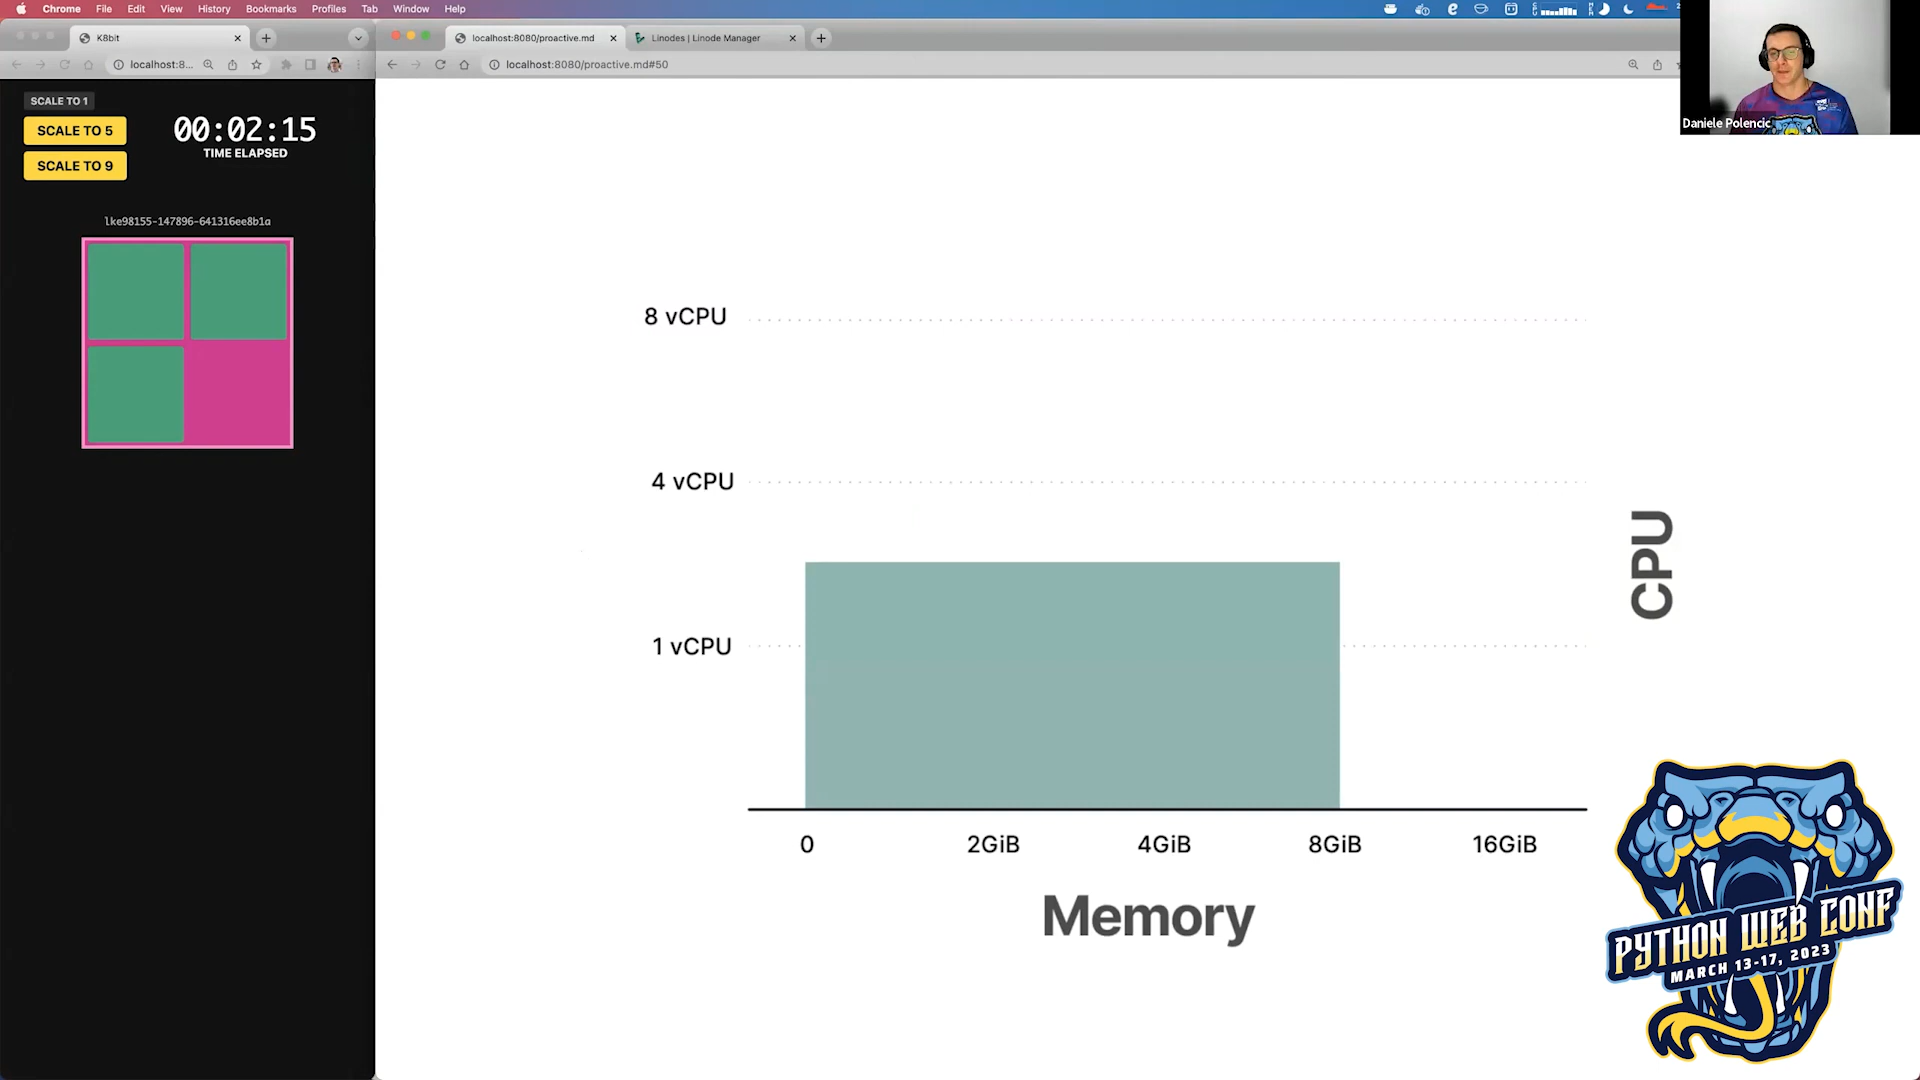 Chrome File Edit View History Bookmarks Profiles Tab Window Help
K8bit
localhost:8080/proactive.md
Linodes | Linode Manager
localhost:8...
localhost:8080/proactive.md#50
Daniele Polencic
SCALE TO 1
SCALE TO 5
SCALE TO 9
00:02:15
TIME ELAPSED
lke98155-147896-641316ee8b1a
8 vCPU
4 vCPU
1 vCPU
CPU
0 2GiB 4GiB 8GiB 16GiB
Memory
PYTHON WEB CONF
MARCH 13-17, 2023